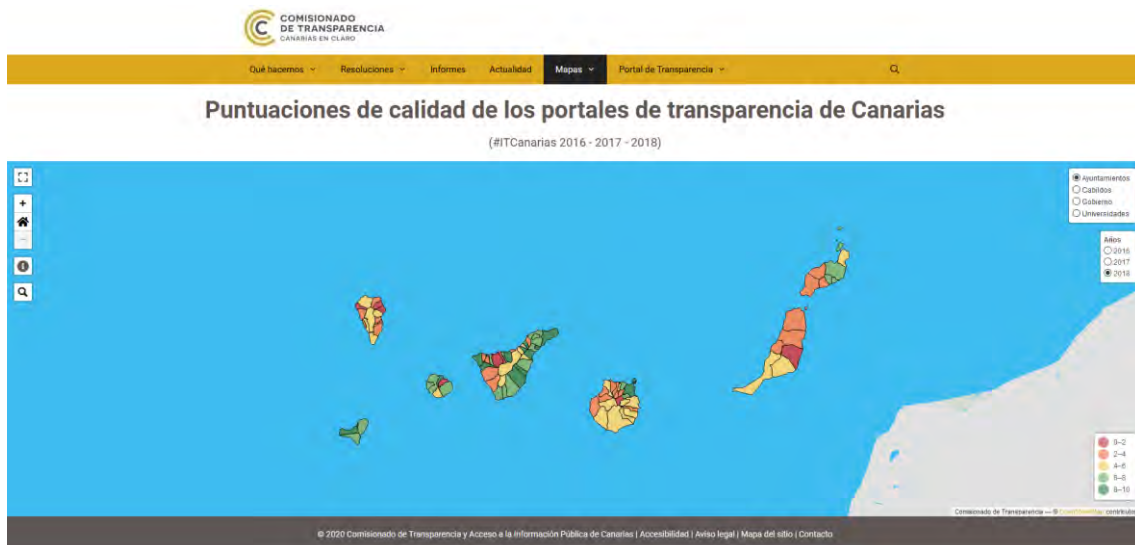 COMISIONADO
DE TRANSPARENCIA
CANARIAS EN CLARO
Qué hacemos Resoluciones Informes Actualidad Mapas Portal de Transparencia
Puntuaciones de calidad de los portales de transparencia de Canarias
(#ITCanarias 2016 - 2017 - 2018)
Ayuntamientos
Cabildos
Gobierno
Universidades
+
Años
2016
2017
2018
0–2
2–4
4–6
6–8
8–10
Comisionado de Transparencia — © OpenStreetMap contributors
© 2020 Comisionado de Transparencia y Acceso a la Información Pública de Canarias | Accesibilidad | Aviso legal | Mapa del sitio | Contacto